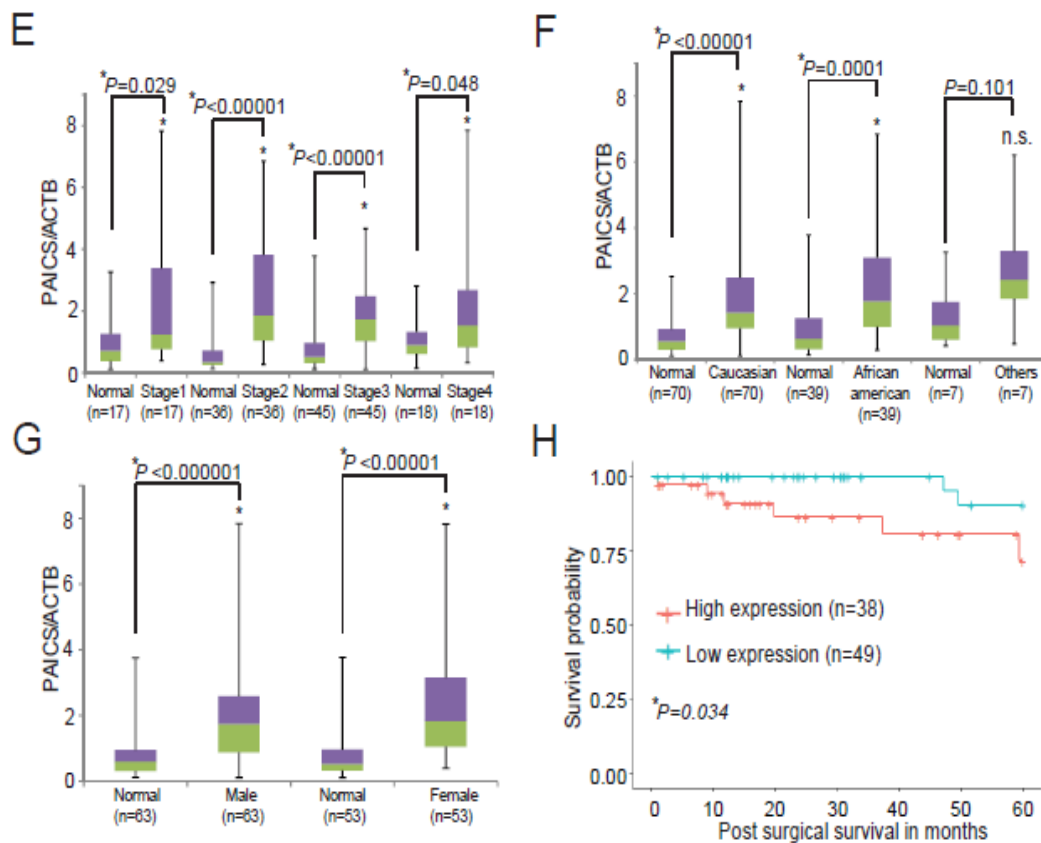 E
*P=0.029
*P<0.00001
*P<0.00001
*P=0.048
*
*
*
*
PAICS/ACTB
8
6
4
2
0
Normal Stage1 Normal Stage2 Normal Stage3 Normal Stage4
(n=17) (n=17) (n=36) (n=36) (n=45) (n=45) (n=18) (n=18)
F
*P<0.00001
*P=0.0001
P=0.101
*
*
n.s.
PAICS/ACTB
8
6
4
2
0
Normal Caucasian Normal African Normal Others
(n=70) (n=70) (n=39) american (n=7) (n=7)
(n=39)
G
*P<0.000001
*P<0.00001
*
*
PAICS/ACTB
8
6
4
2
0
Normal Male Normal Female
(n=63) (n=63) (n=53) (n=53)
H
Survival probability
1.00
0.75
0.50
0.25
0.00
High expression (n=38)
Low expression (n=49)
*P=0.034
0 10 20 30 40 50 60
Post surgical survival in months